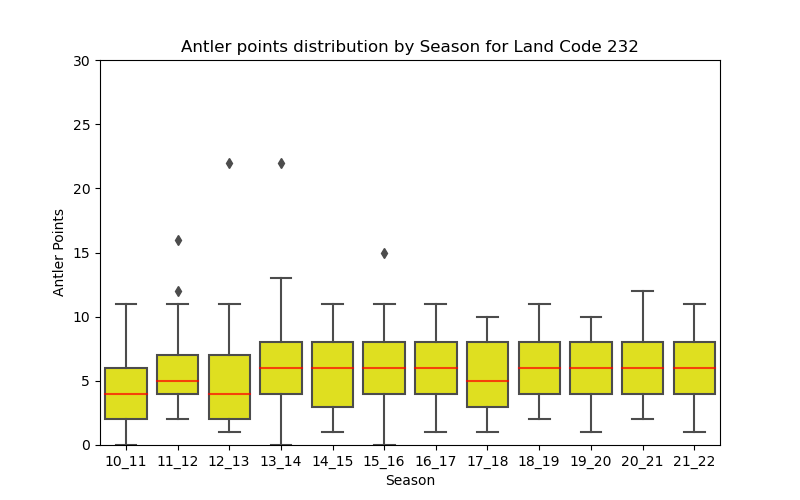 Antler points distribution by Season for Land Code 232
30
25
20
15
10
5
0
Antler Points
10_11 11_12 12_13 13_14 14_15 15_16 16_17 17_18 18_19 19_20 20_21 21_22
Season